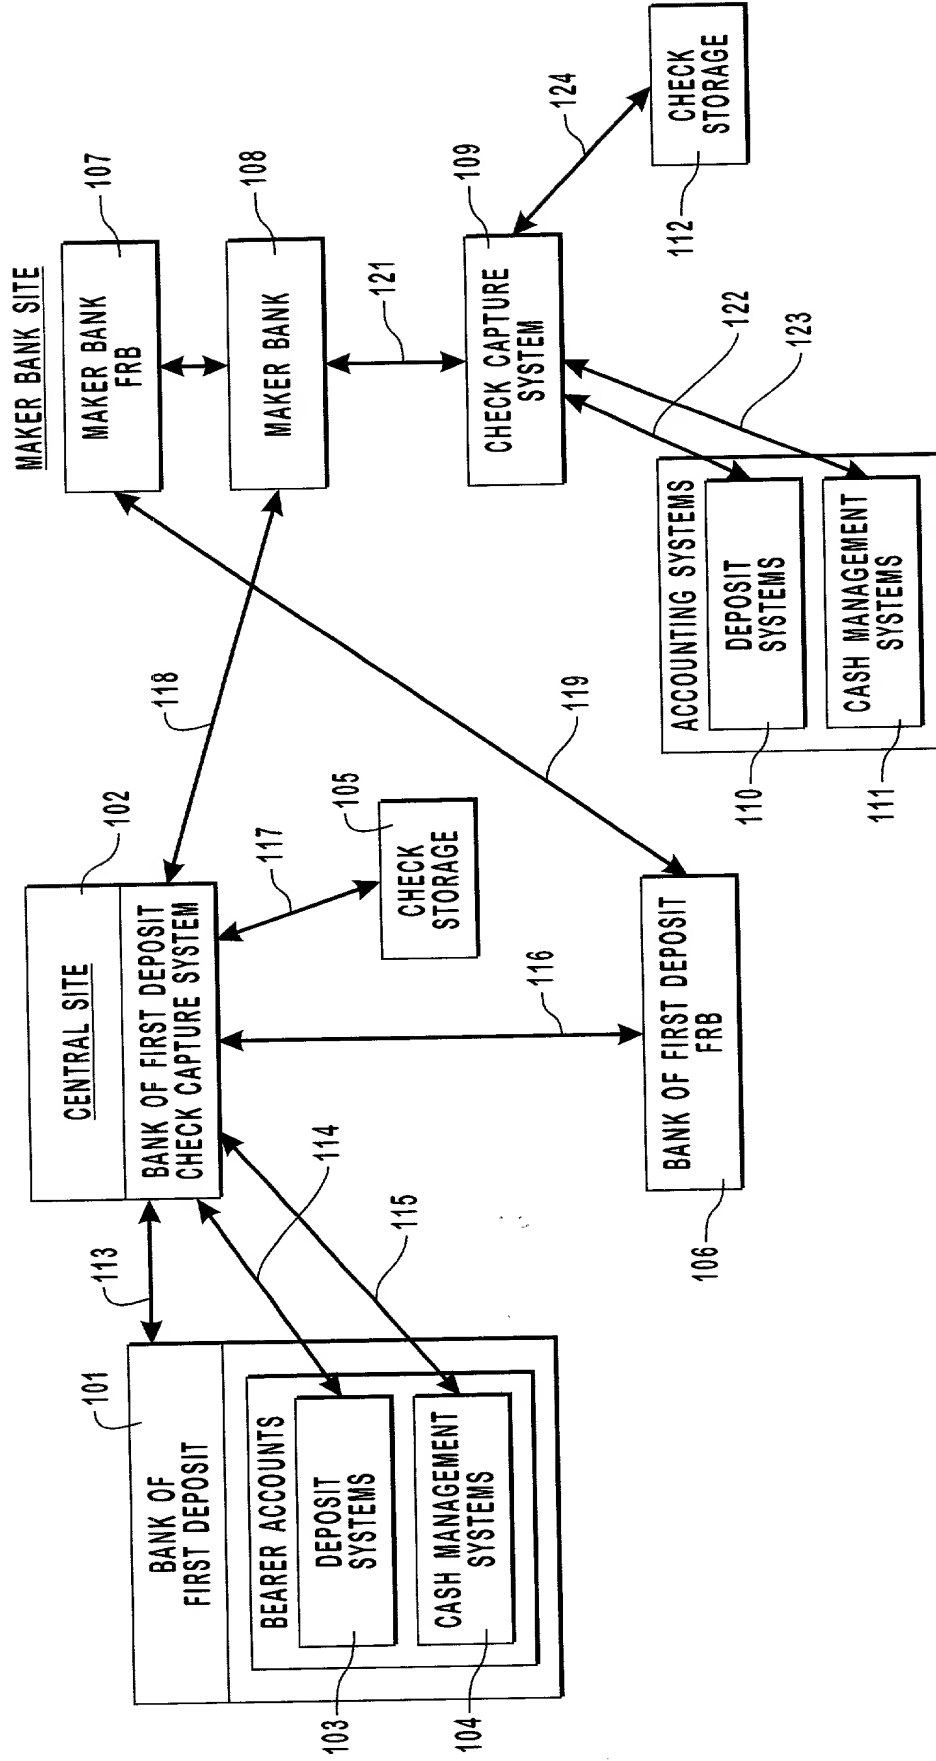 101
BANK OF
FIRST DEPOSIT
BEARER ACCOUNTS
DEPOSIT
SYSTEMS
CASH MANAGEMENT
SYSTEMS
103
104
113
114
115
CENTRAL SITE
102
BANK OF FIRST DEPOSIT
CHECK CAPTURE SYSTEM
117
105
CHECK
STORAGE
116
BANK OF FIRST DEPOSIT
FRB
106
118
119
MAKER BANK SITE
107
MAKER BANK
FRB
108
MAKER BANK
121
109
CHECK CAPTURE
SYSTEM
124
CHECK
STORAGE
112
122
123
ACCOUNTING SYSTEMS
DEPOSIT
SYSTEMS
CASH MANAGEMENT
SYSTEMS
110
111